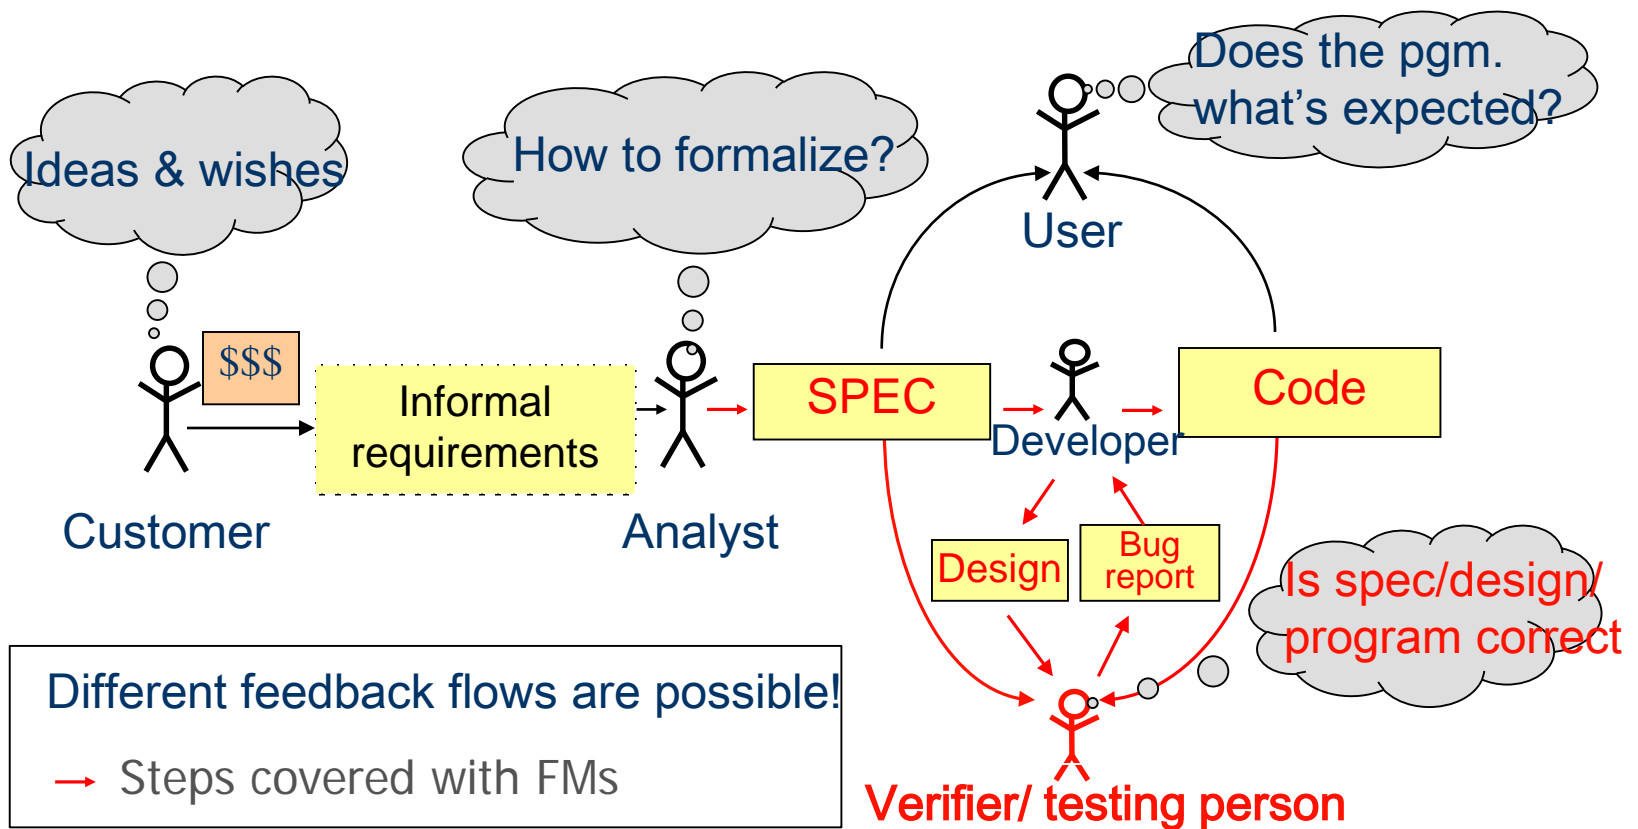 Does the pgm.
what's expected?
Ideas & wishes
How to formalize?
User
$$$
Informal
requirements
SPEC
Code
Developer
Customer
Analyst
Design
Bug
report
Is spec/design/
program correct
Different feedback flows are possible!
Steps covered with FMs
Verifier/ testing person